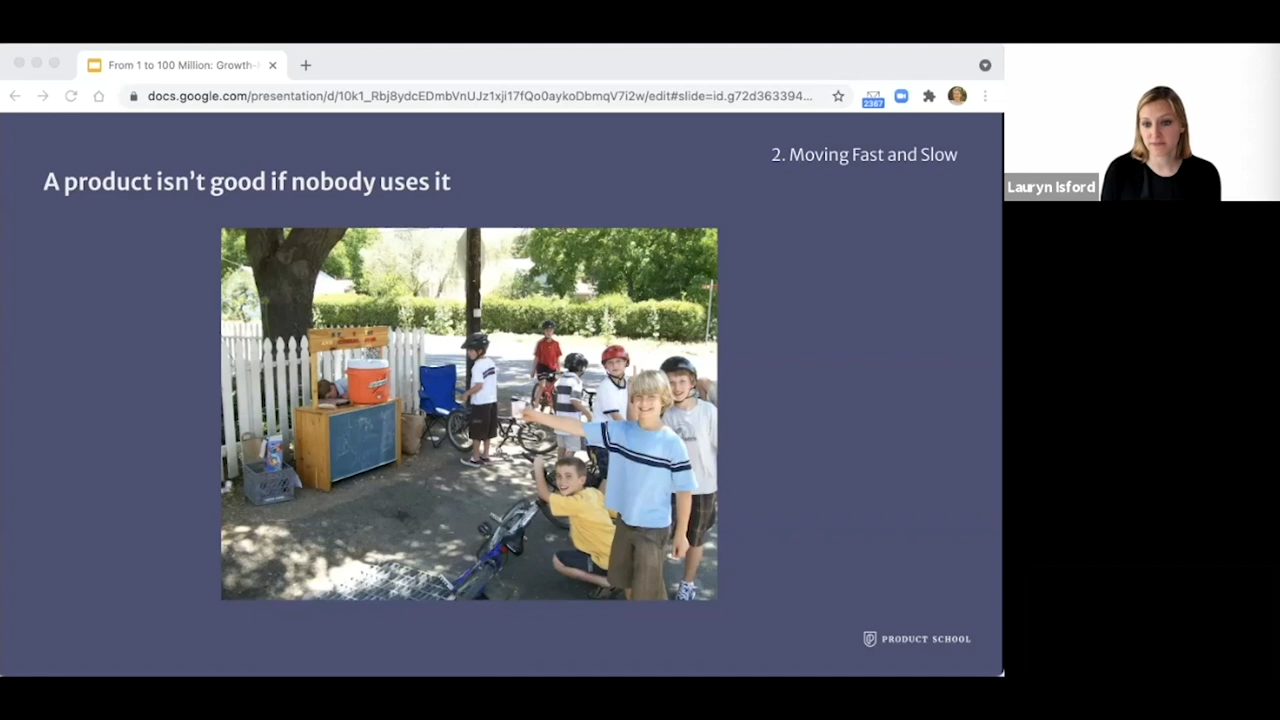 From 1 to 100 Million: Growth-
docs.google.com/presentation/d/10k1_Rbj8ydcEDmbVnUJz1xji17fQo0aykoDbmqV7i2w/edit#slide=id.g72d363394...
2367
2. Moving Fast and Slow
A product isn't good if nobody uses it
Lauryn Isford
PRODUCT SCHOOL